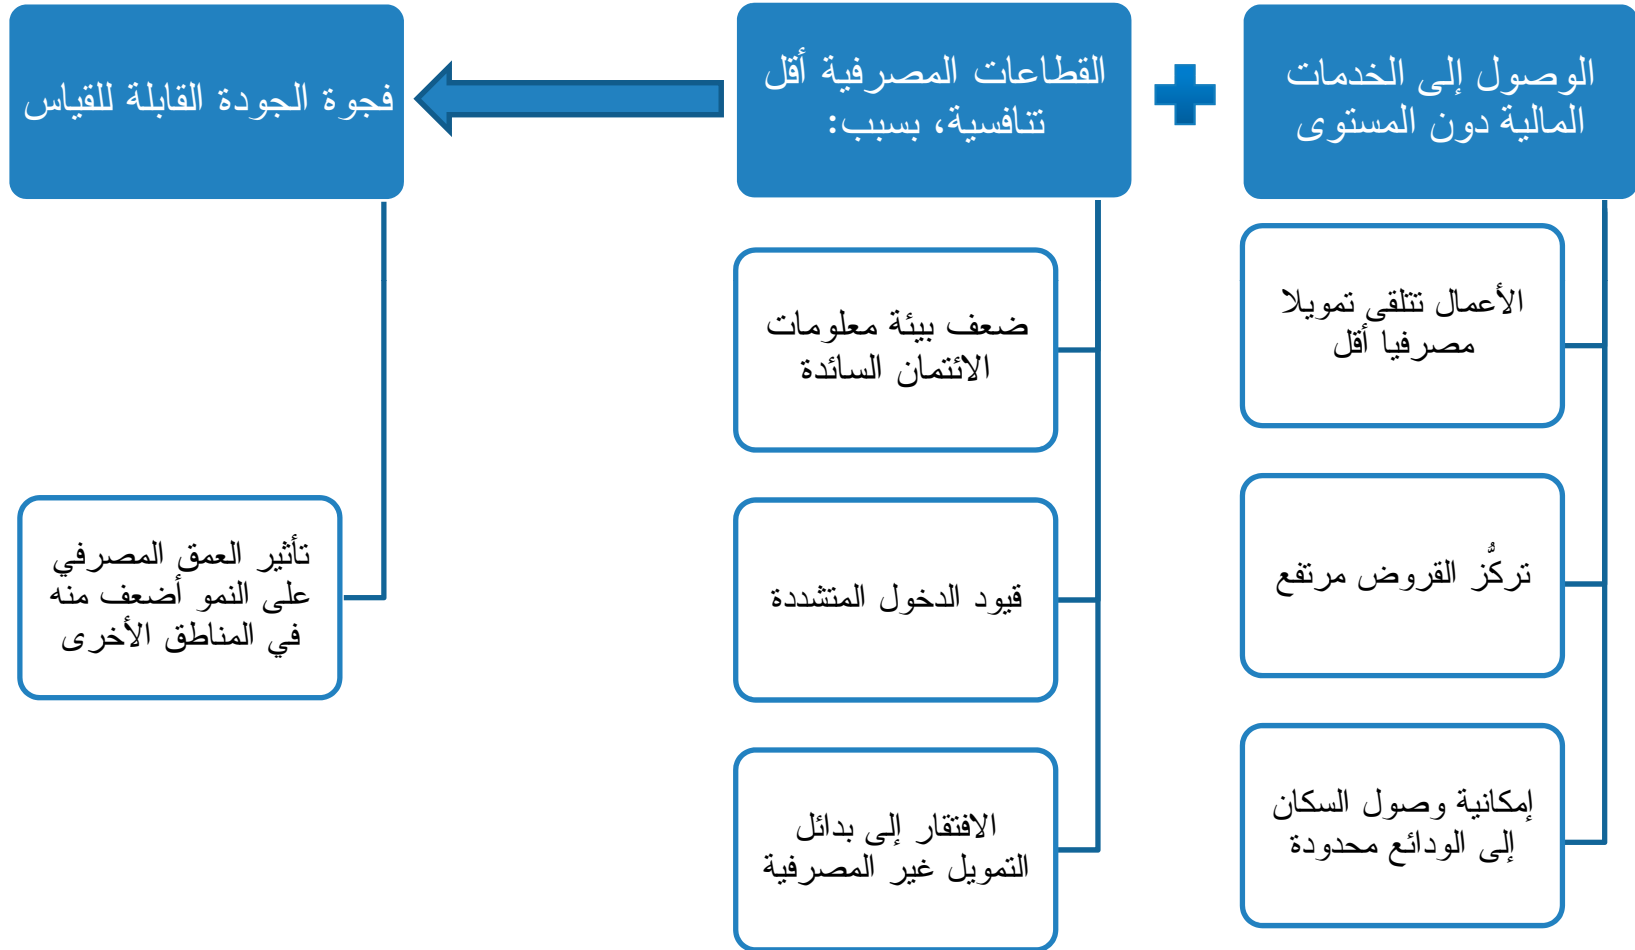 الوصول إلى الخدمات
المالية دون المستوى
الأعمال تتلقى تمويلا
مصرفيا أقل
تركُّز القروض مرتفع
إمكانية وصول السكان
إلى الودائع محدودة
القطاعات المصرفية أقل
تنافسية، بسبب:
ضعف بيئة معلومات
الائتمان السائدة
قيود الدخول المتشددة
الافتقار إلى بدائل
التمويل غير المصرفية
فجوة الجودة القابلة للقياس
تأثير العمق المصرفي
على النمو أضعف منه
في المناطق الأخرى